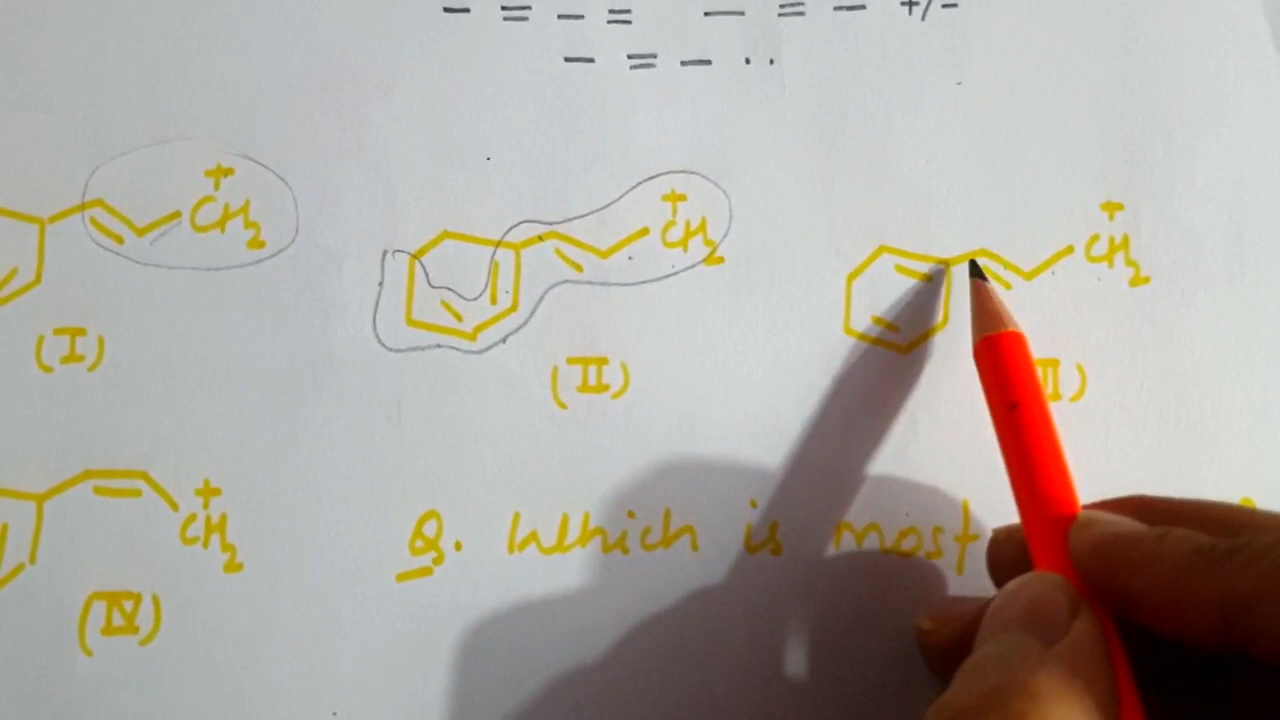 - = - = - = - +/-
- = - ..
+ CH2 + CH2 + CH2
(I) (II)
+ CH2
(IV)
Q. Which is most